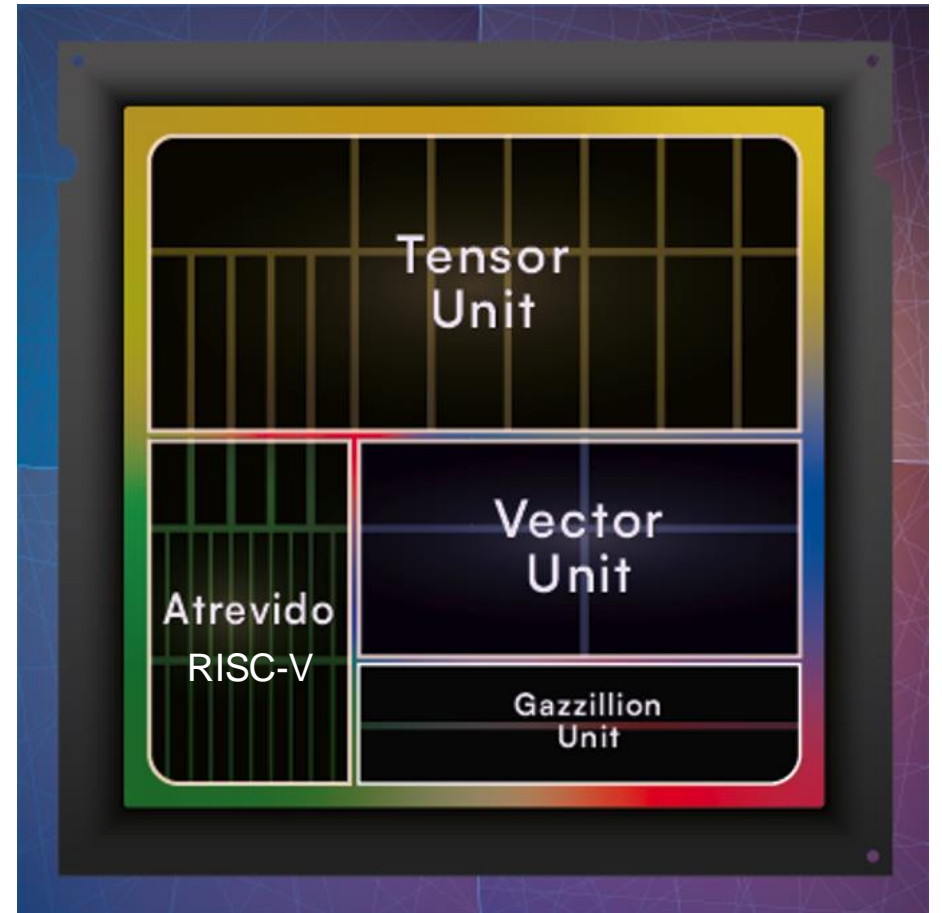 Tensor
Unit
Vector
Unit
Atrevido
RISC-V
Gazzillion
Unit